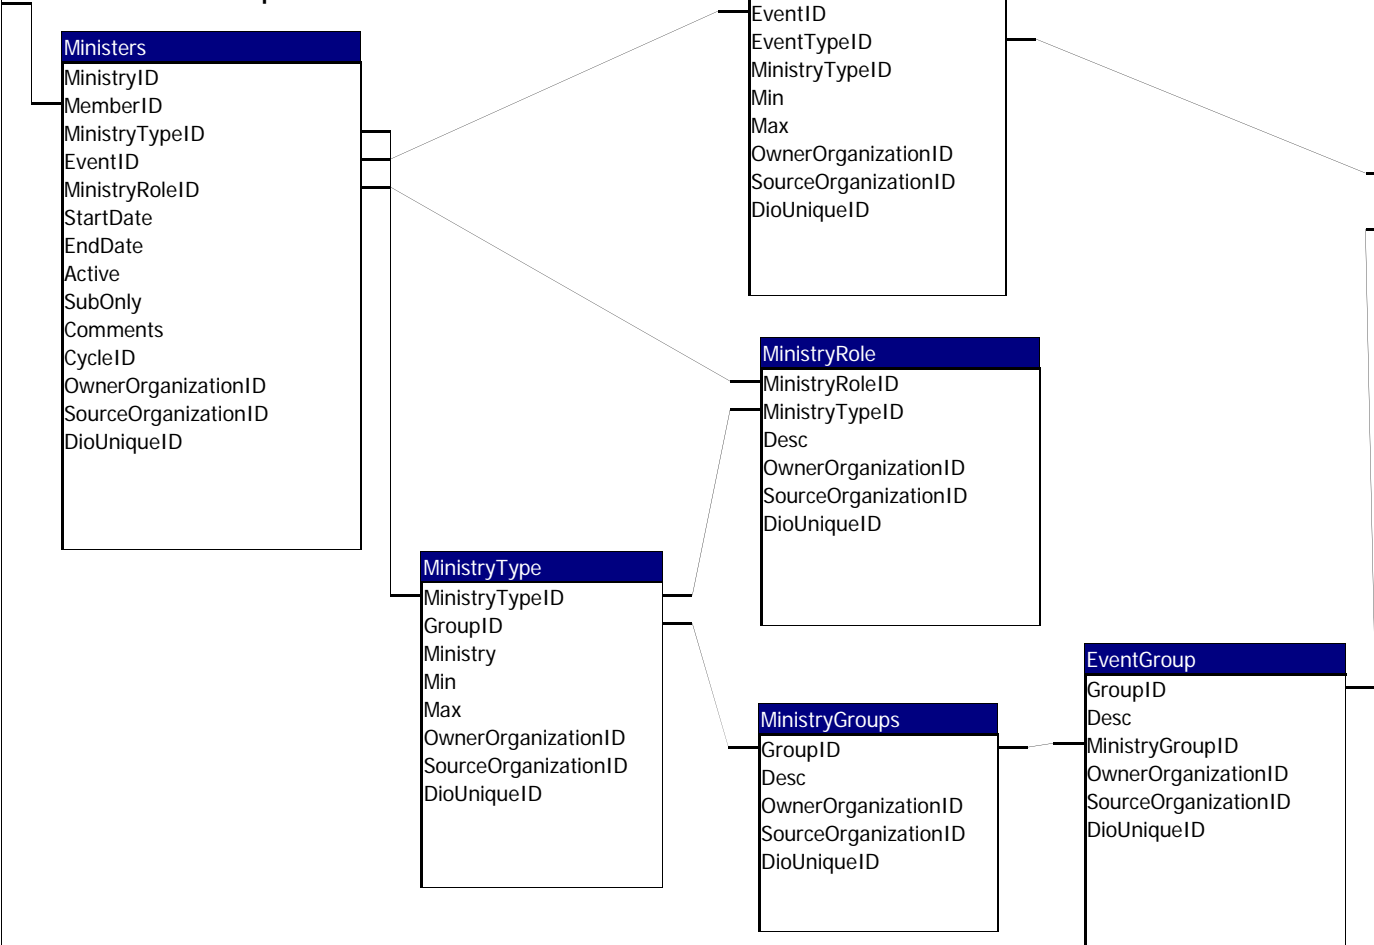 Ministers
MinistryID
MemberID
MinistryTypeID
EventID
MinistryRoleID
StartDate
EndDate
Active
SubOnly
Comments
CycleID
OwnerOrganizationID
SourceOrganizationID
DioUniqueID
EventID
EventTypeID
MinistryTypeID
Min
Max
OwnerOrganizationID
SourceOrganizationID
DioUniqueID
MinistryRole
MinistryRoleID
MinistryTypeID
Desc
OwnerOrganizationID
SourceOrganizationID
DioUniqueID
MinistryType
MinistryTypeID
GroupID
Ministry
Min
Max
OwnerOrganizationID
SourceOrganizationID
DioUniqueID
MinistryGroups
GroupID
Desc
OwnerOrganizationID
SourceOrganizationID
DioUniqueID
EventGroup
GroupID
Desc
MinistryGroupID
OwnerOrganizationID
SourceOrganizationID
DioUniqueID